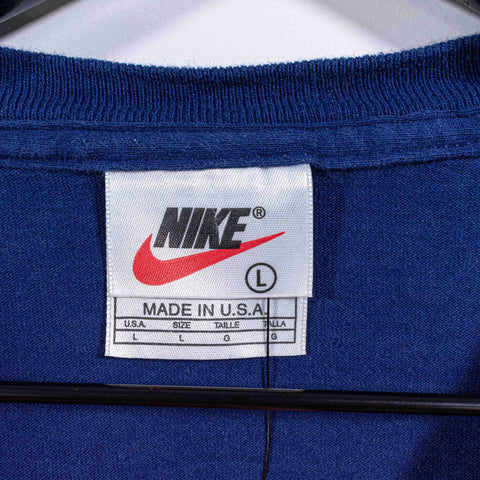 NIKE®
L
MADE IN U.S.A.
U.S.A. SIZE TAILLE TALLA
L L G G